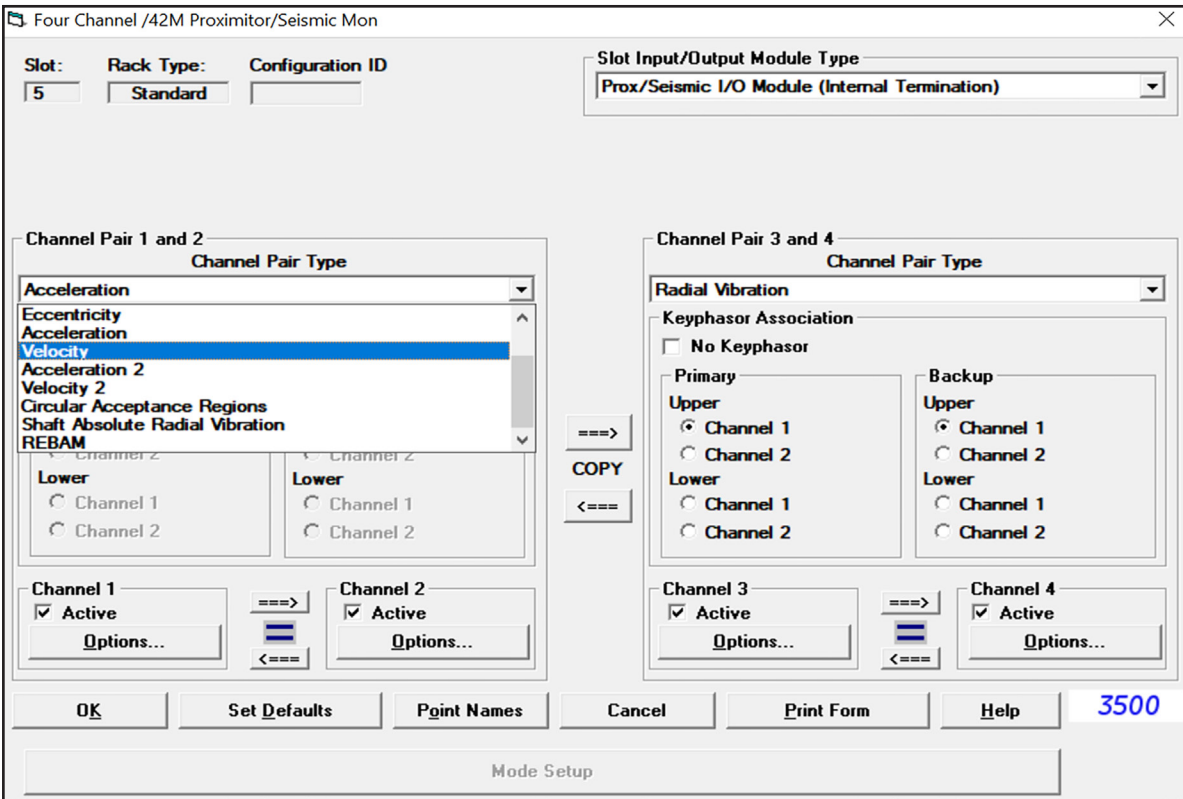 Four Channel /42M Proximitor/Seismic Mon
Slot:
Rack Type:
Configuration ID
5
Standard
Slot Input/Output Module Type
Prox/Seismic I/O Module (Internal Termination)
Channel Pair 1 and 2
Channel Pair Type
Acceleration
Eccentricity
Acceleration
Velocity
Acceleration 2
Velocity 2
Circular Acceptance Regions
Shaft Absolute Radial Vibration
REBAM
Channel 2
Channel 2
Lower
Lower
Channel 1
Channel 1
Channel 2
Channel 2
Channel 1
Active
Options...
===>
<===
Channel 2
Active
Options...
===>
COPY
<===
Channel Pair 3 and 4
Channel Pair Type
Radial Vibration
Keyphasor Association
No Keyphasor
Primary
Upper
Channel 1
Channel 2
Lower
Channel 1
Channel 2
Backup
Upper
Channel 1
Channel 2
Lower
Channel 1
Channel 2
Channel 3
Active
Options...
===>
<===
Channel 4
Active
Options...
OK
Set Defaults
Point Names
Cancel
Print Form
Help
3500
Mode Setup